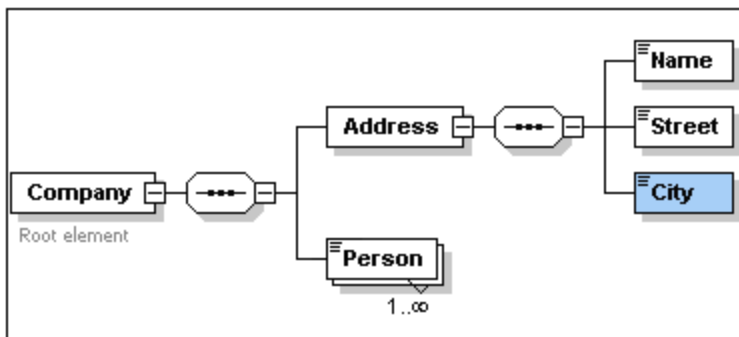 Name
Address
Street
Company
City
Root element
Person
1..∞